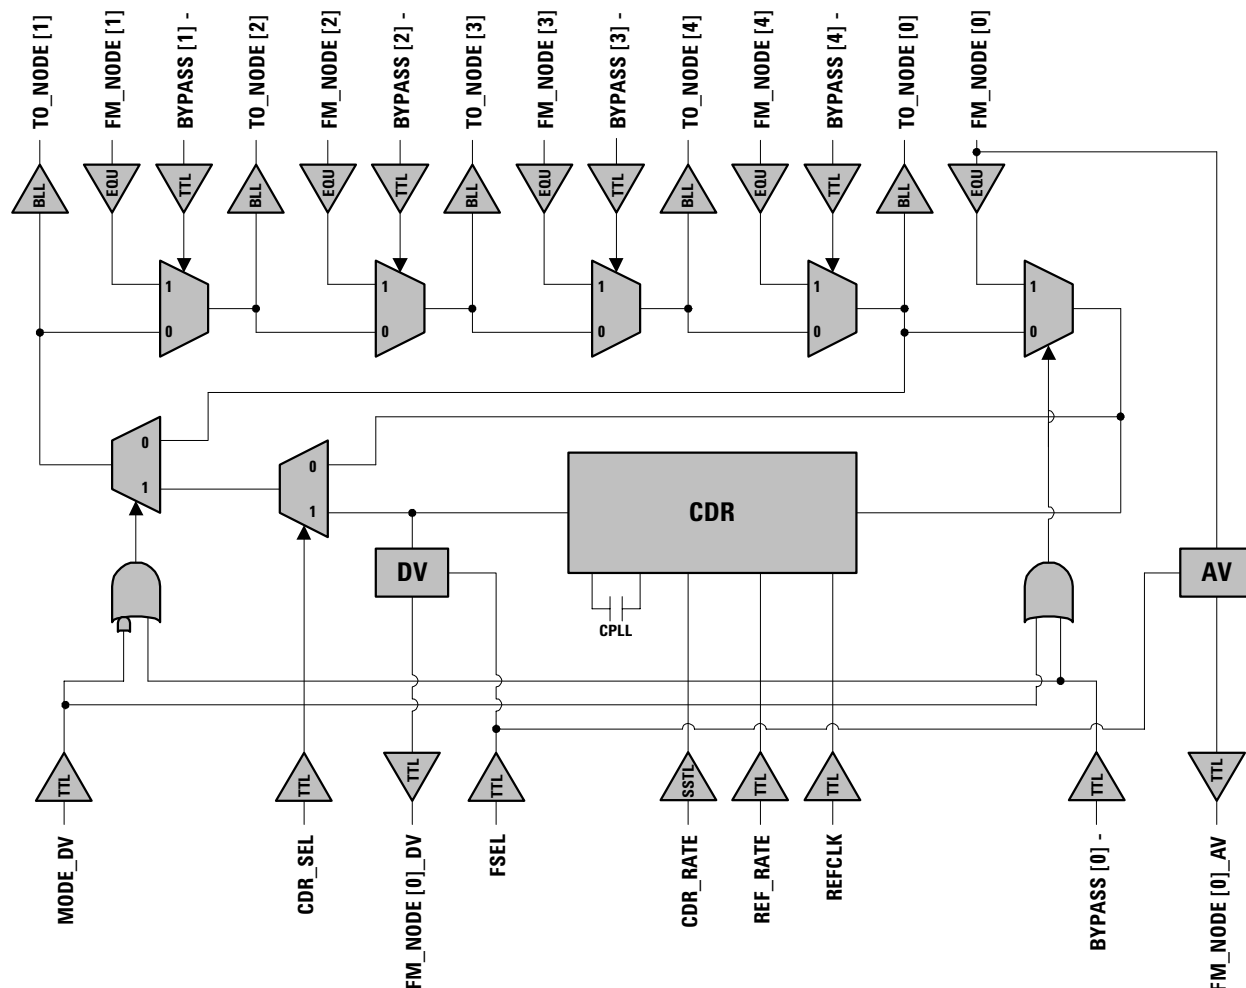 TO_NODE [1]
FM_NODE [1]
BYPASS [1] -
TO_NODE [2]
FM_NODE [2]
BYPASS [2] -
TO_NODE [3]
FM_NODE [3]
BYPASS [3] -
TO_NODE [4]
FM_NODE [4]
BYPASS [4] -
TO_NODE [0]
FM_NODE [0]
BLL
EQU
TTL
BLL
EQU
TTL
BLL
EQU
TTL
BLL
EQU
TTL
BLL
EQU
1
0
1
0
1
0
1
0
1
0
0
1
0
1
CDR
DV
AV
CPLL
TTL
TTL
TTL
TTL
SSTL
TTL
TTL
TTL
TTL
MODE_DV
CDR_SEL
FM_NODE [0]_DV
FSEL
CDR_RATE
REF_RATE
REFCLK
BYPASS [0] -
FM_NODE [0]_AV